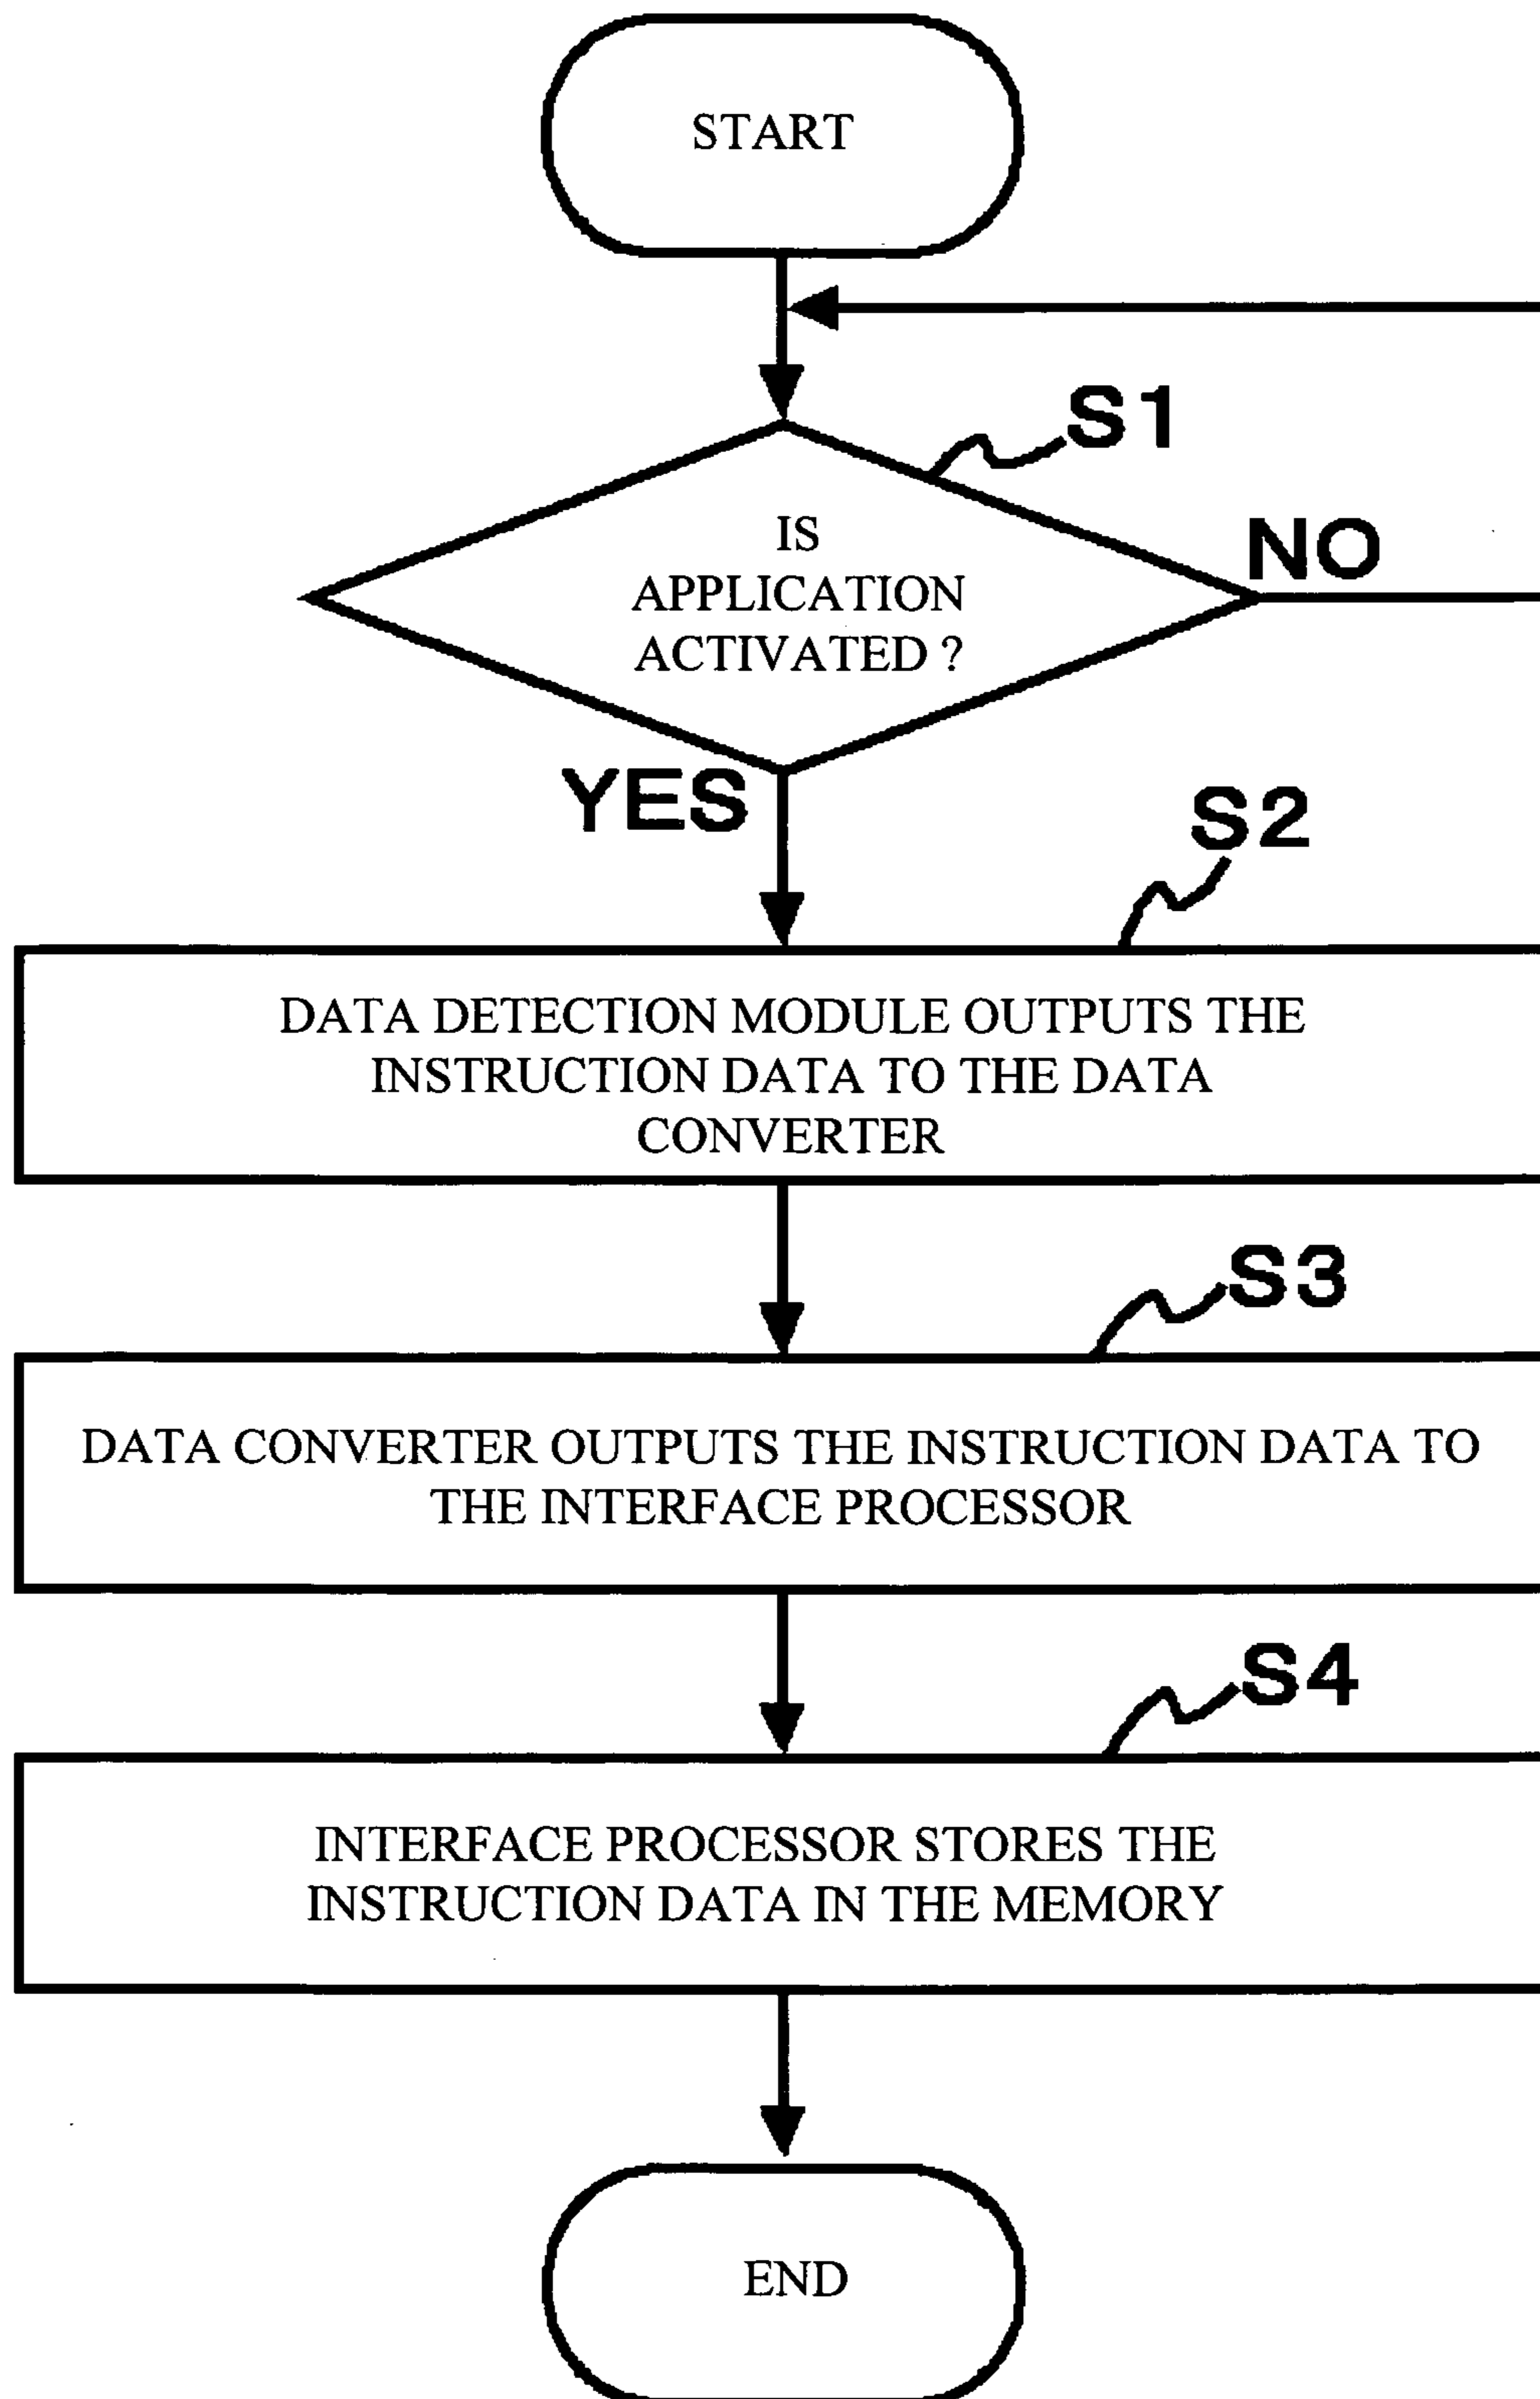 START
S1
IS
APPLICATION
ACTIVATED ?
NO
YES
S2
DATA DETECTION MODULE OUTPUTS THE
INSTRUCTION DATA TO THE DATA
CONVERTER
S3
DATA CONVERTER OUTPUTS THE INSTRUCTION DATA TO
THE INTERFACE PROCESSOR
S4
INTERFACE PROCESSOR STORES THE
INSTRUCTION DATA IN THE MEMORY
END